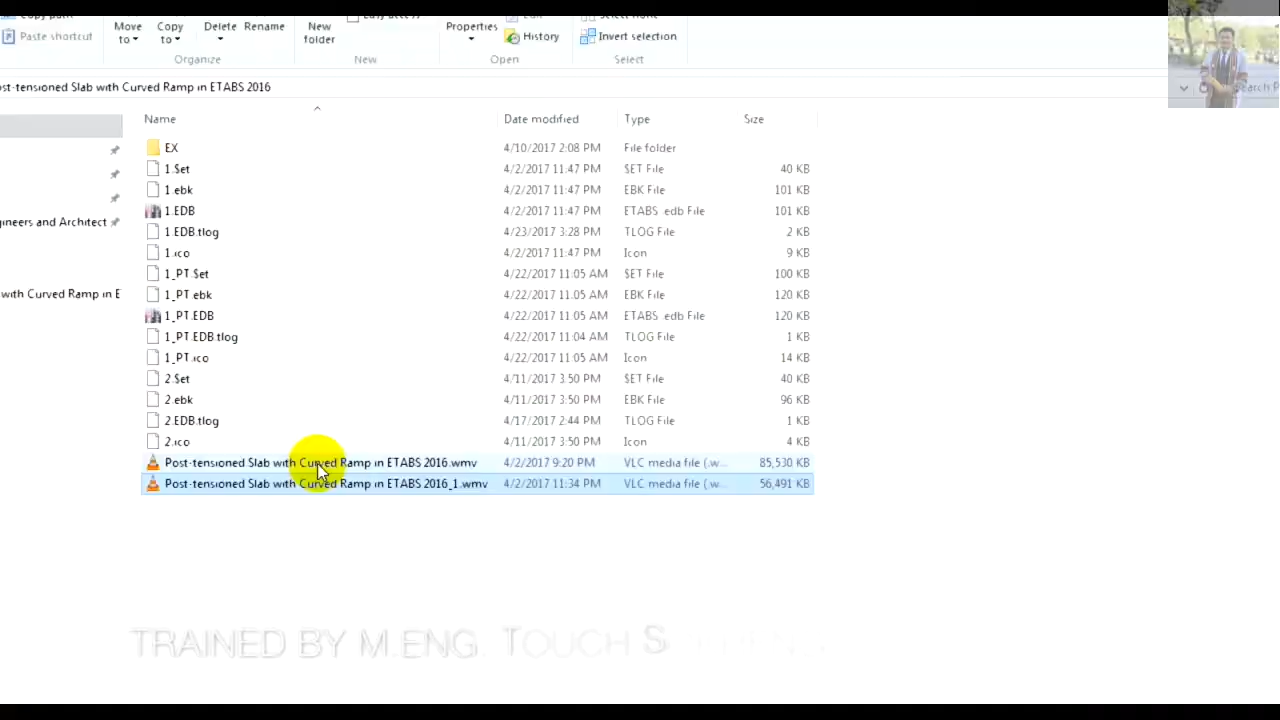 Copy path
Easy access
Edit
Select none
Paste shortcut
Move to
Copy to
Delete
Rename
New folder
Properties
History
Invert selection
Organize
New
Open
Select
st-tensioned Slab with Curved Ramp in ETABS 2016
Search P
Name Date modified Type Size
EX 4/10/2017 2:08 PM File folder
1.$et 4/2/2017 11:47 PM $ET File 40 KB
1.ebk 4/2/2017 11:47 PM EBK File 101 KB
1.EDB 4/2/2017 11:47 PM ETABS .edb File 101 KB
gineers and Architect
1.EDB.tlog 4/23/2017 3:28 PM TLOG File 2 KB
1.ico 4/2/2017 11:47 PM Icon 9 KB
1_PT.$et 4/22/2017 11:05 AM $ET File 100 KB
with Curved Ramp in E
1_PT.ebk 4/22/2017 11:05 AM EBK File 120 KB
1_PT.EDB 4/22/2017 11:05 AM ETABS .edb File 120 KB
1_PT.EDB.tlog 4/22/2017 11:04 AM TLOG File 1 KB
1_PT.ico 4/22/2017 11:05 AM Icon 14 KB
2.$et 4/11/2017 3:50 PM $ET File 40 KB
2.ebk 4/11/2017 3:50 PM EBK File 96 KB
2.EDB.tlog 4/17/2017 2:44 PM TLOG File 1 KB
2.ico 4/11/2017 3:50 PM Icon 4 KB
Post-tensioned Slab with Curved Ramp in ETABS 2016.wmv 4/2/2017 9:20 PM VLC media file (.w... 85,530 KB
Post-tensioned Slab with Curved Ramp in ETABS 2016_1.wmv 4/2/2017 11:34 PM VLC media file (.w... 56,491 KB
TRAINED BY M.ENG. TOUCH